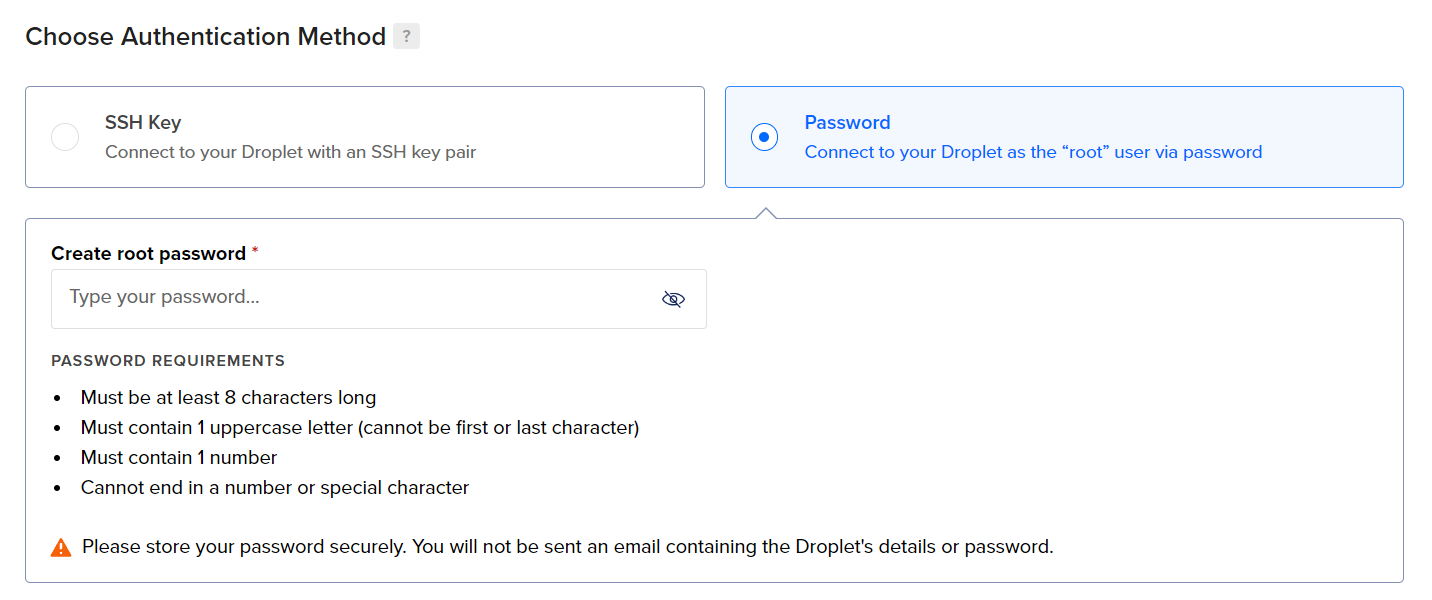 Choose Authentication Method ?
SSH Key
Connect to your Droplet with an SSH key pair
Password
Connect to your Droplet as the “root” user via password
Create root password *
Type your password...
PASSWORD REQUIREMENTS
• Must be at least 8 characters long
• Must contain 1 uppercase letter (cannot be first or last character)
• Must contain 1 number
• Cannot end in a number or special character
Please store your password securely. You will not be sent an email containing the Droplet's details or password.